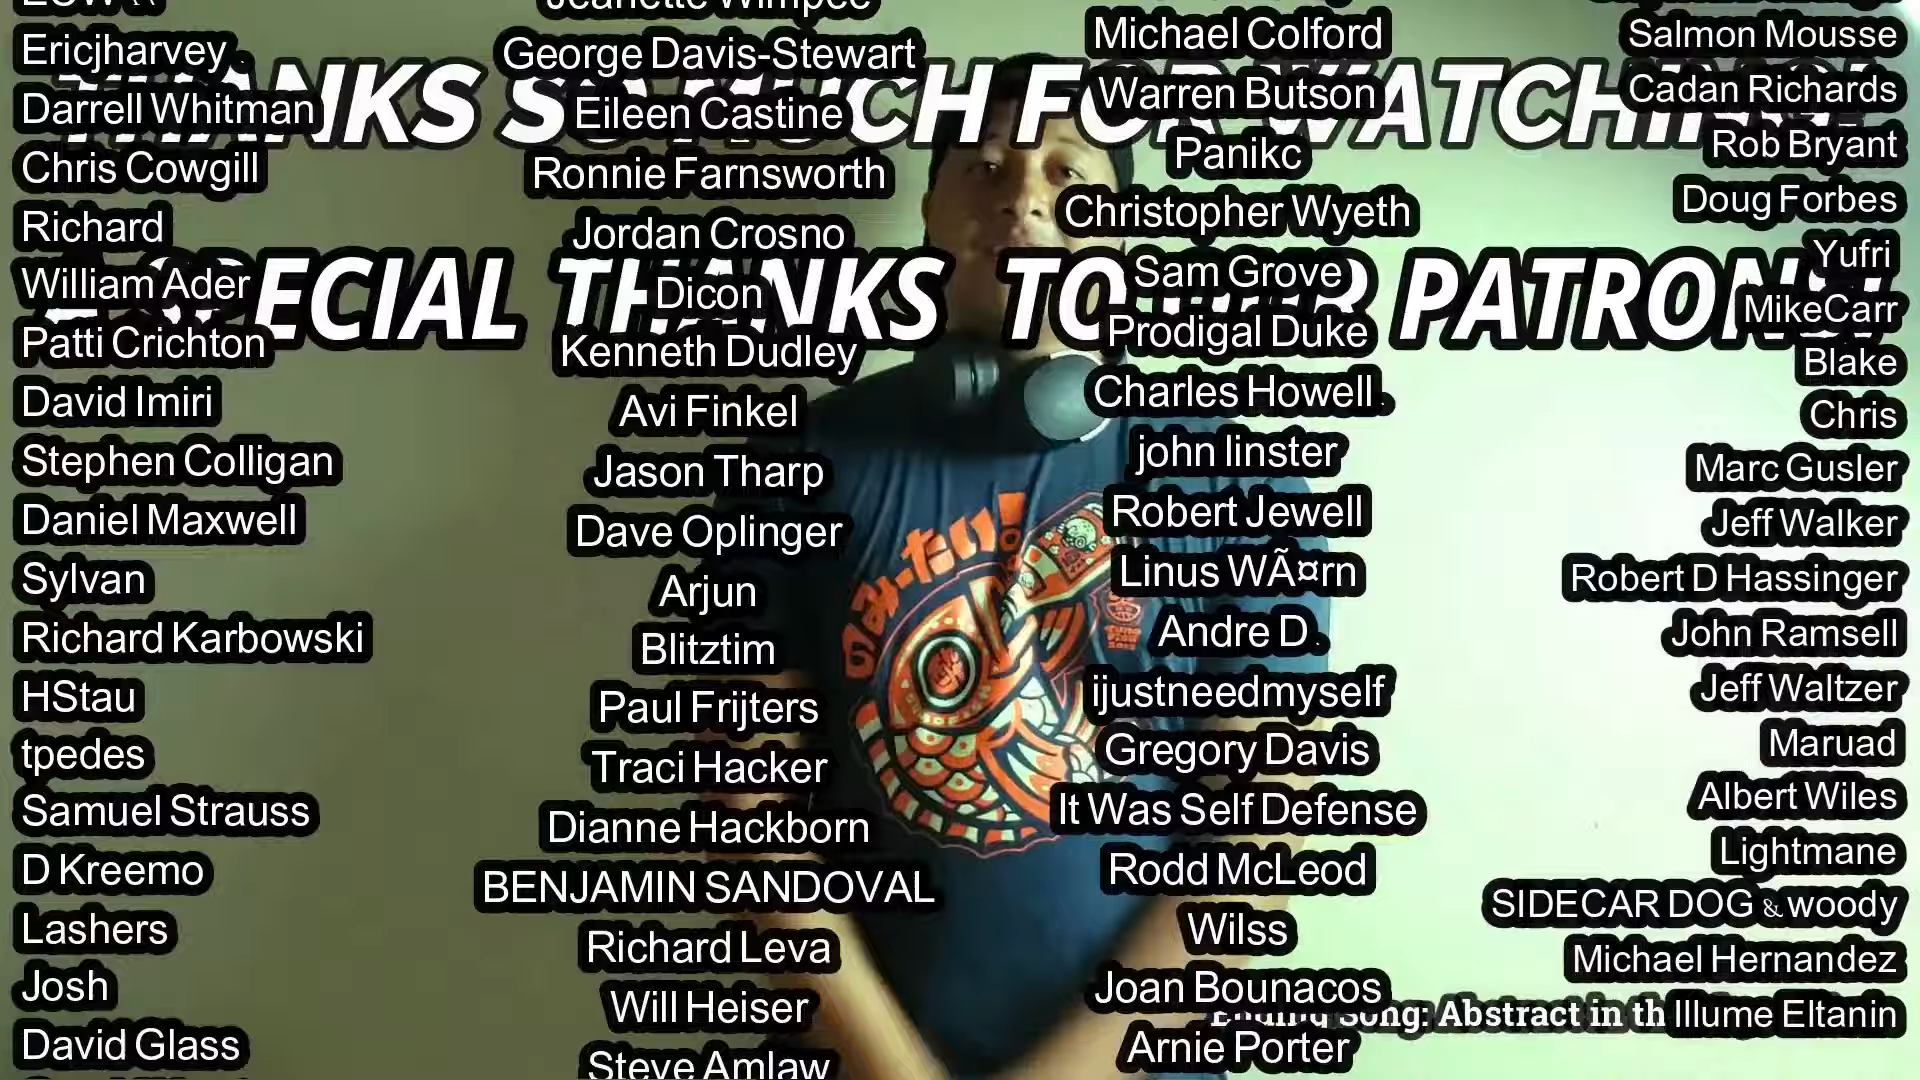 Ericjharvey
Darrell Whitman
Chris Cowgill
Richard
William Ader
Patti Crichton
David Imiri
Stephen Colligan
Daniel Maxwell
Sylvan
Richard Karbowski
HStau
tpedes
Samuel Strauss
D Kreemo
Lashers
Josh
David Glass
George Davis-Stewart
Eileen Castine
Ronnie Farnsworth
Jordan Crosno
Dicon
Kenneth Dudley
Avi Finkel
Jason Tharp
Dave Oplinger
Arjun
Blitztim
Paul Frijters
Traci Hacker
Dianne Hackborn
BENJAMIN SANDOVAL
Richard Leva
Will Heiser
Steve Amlaw
Michael Colford
Warren Butson
Panikc
Christopher Wyeth
Sam Grove
Prodigal Duke
Charles Howell
john linster
Robert Jewell
Linus WÃ¤rn
Andre D.
ijustneedmyself
Gregory Davis
It Was Self Defense
Rodd McLeod
Wilss
Joan Bounacos
Arnie Porter
Salmon Mousse
Cadan Richards
Rob Bryant
Doug Forbes
Yufri
MikeCarr
Blake
Chris
Marc Gusler
Jeff Walker
Robert D Hassinger
John Ramsell
Jeff Waltzer
Maruad
Albert Wiles
Lightmane
SIDECAR DOG & woody
Michael Hernandez
Illume Eltanin
THANKS SO MUCH FOR WATCHING!
SPECIAL THANKS TO OUR PATRONS!
Song: Abstract in th